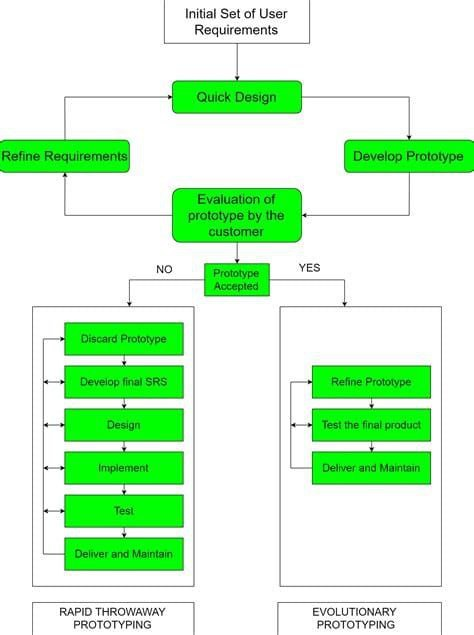 Initial Set of User
Requirements
Quick Design
Refine Requirements
Develop Prototype
Evaluation of
prototype by the
customer
NO
Prototype
Accepted
YES
Discard Prototype
Develop final SRS
Design
Implement
Test
Deliver and Maintain
Refine Prototype
Test the final product
Deliver and Maintain
RAPID THROWAWAY
PROTOTYPING
EVOLUTIONARY
PROTOTYPING